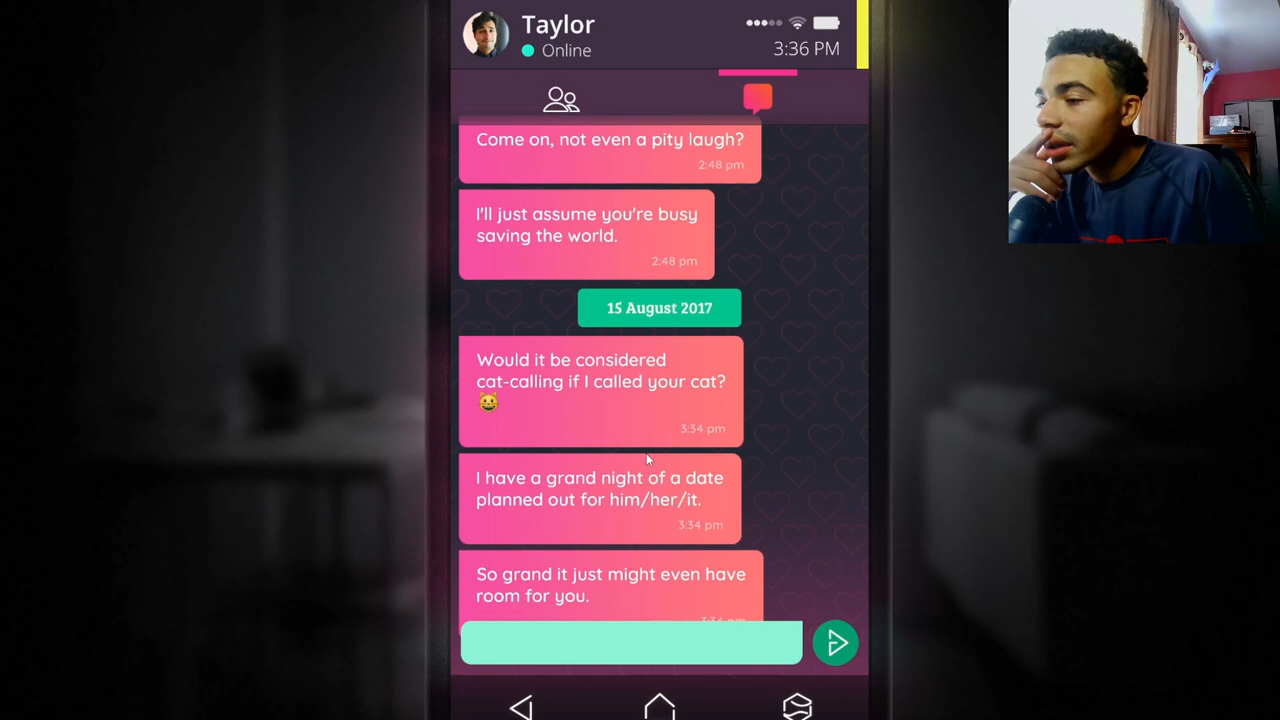 Taylor
Online
3:36 PM
Come on, not even a pity laugh?
2:48 pm
I'll just assume you're busy
saving the world.
2:48 pm
15 August 2017
Would it be considered
cat-calling if I called your cat?
3:34 pm
I have a grand night of a date
planned out for him/her/it.
3:34 pm
So grand it just might even have
room for you.
3:34 pm